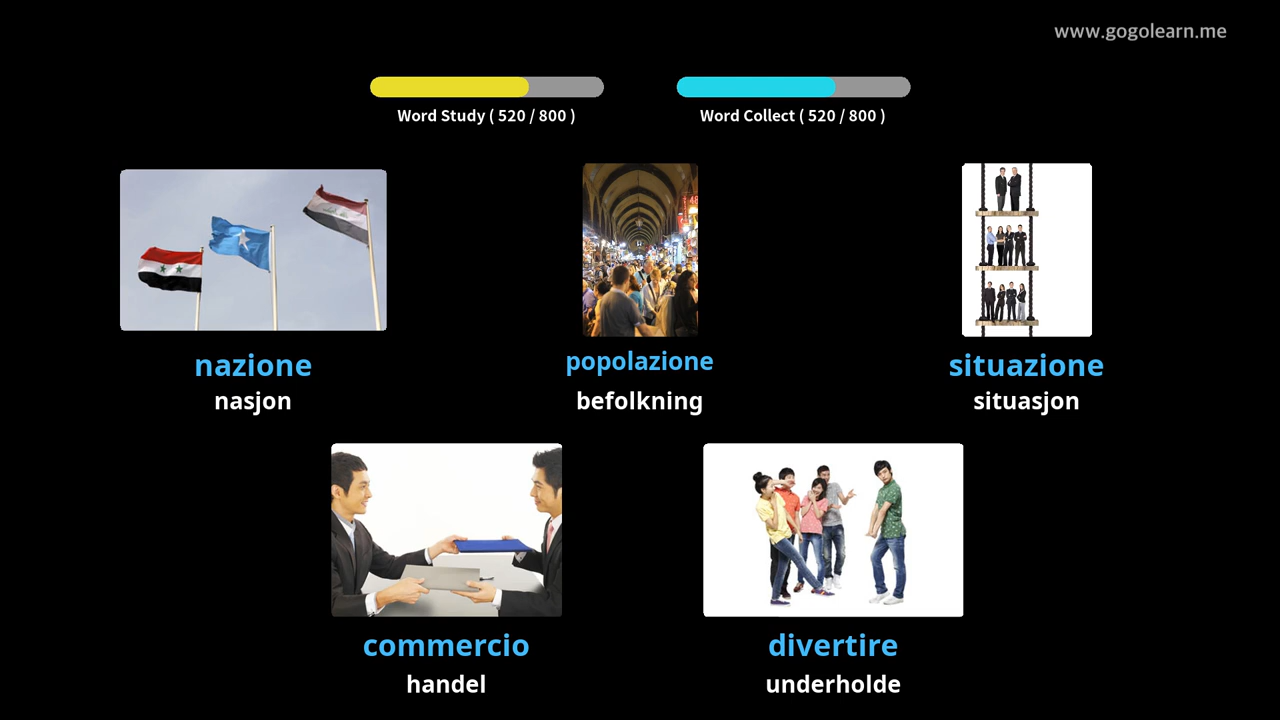 www.gogolearn.me
Word Study ( 520 / 800 )
Word Collect ( 520 / 800 )
nazione
nasjon
popolazione
befolkning
situazione
situasjon
commercio
handel
divertire
underholde